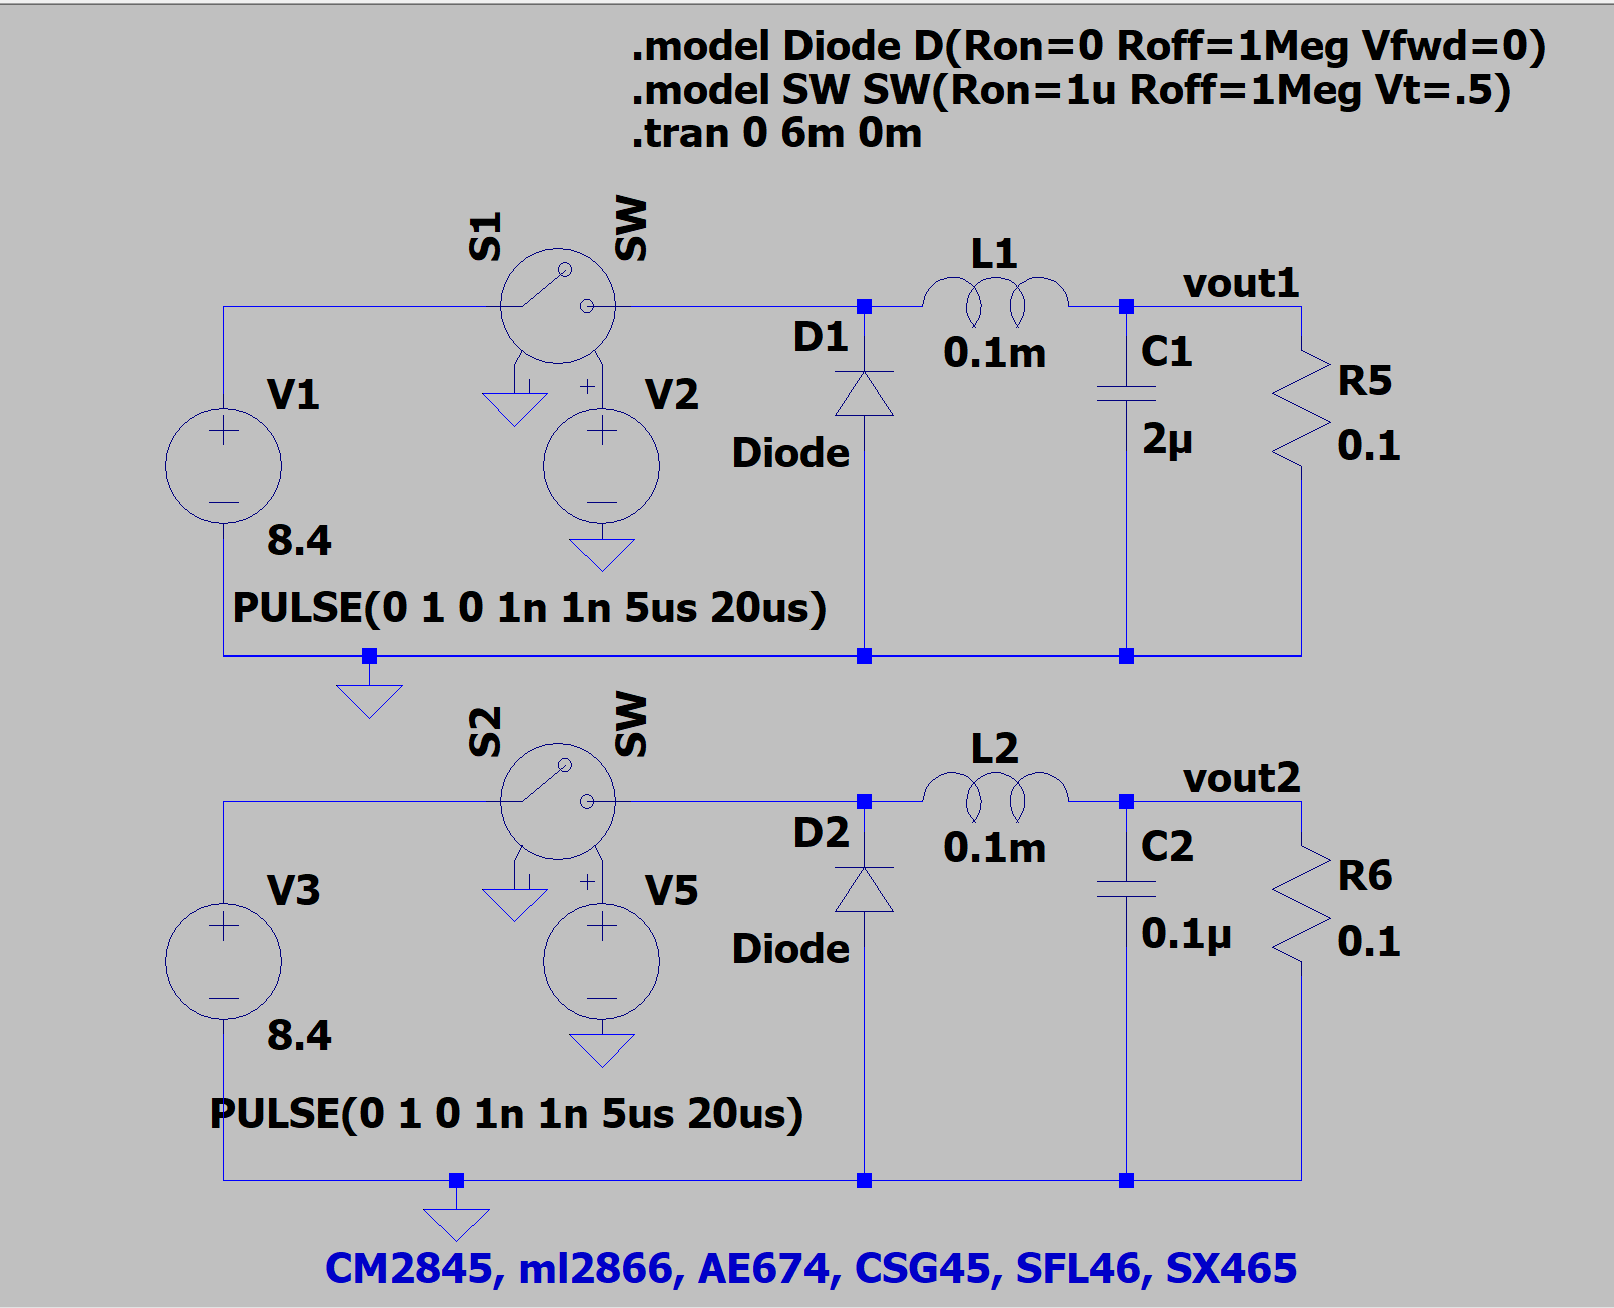 .model Diode D(Ron=0 Roff=1Meg Vfwd=0)
.model SW SW(Ron=1u Roff=1Meg Vt=.5)
.tran 0 6m 0m
S1
SW
L1
vout1
D1
0.1m
C1
V1
V2
R5
Diode
2µ
0.1
8.4
PULSE(0 1 0 1n 1n 5us 20us)
S2
SW
L2
vout2
D2
0.1m
C2
V3
V5
R6
Diode
0.1µ
0.1
8.4
PULSE(0 1 0 1n 1n 5us 20us)
CM2845, ml2866, AE674, CSG45, SFL46, SX465